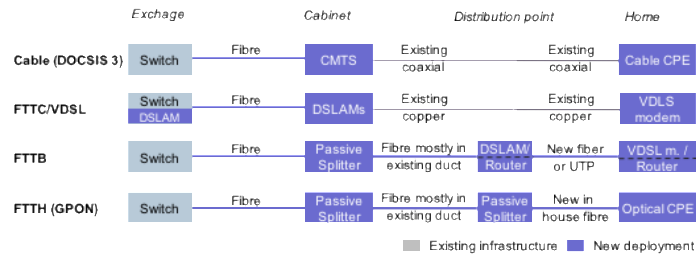 Exchage Cabinet Distribution point Home
Cable (DOCSIS 3) Switch Fibre CMTS Existing coaxial Existing coaxial Cable CPE
FTTC/VDSL Switch DSLAM Fibre DSLAMs Existing copper Existing copper VDLS modem
FTTB Switch Fibre Passive Splitter Fibre mostly in existing duct DSLAM/ Router New fiber or UTP VDSL m. / Router
FTTH (GPON) Switch Fibre Passive Splitter Fibre mostly in existing duct Passive Splitter New in house fibre Optical CPE
Existing infrastructure New deployment